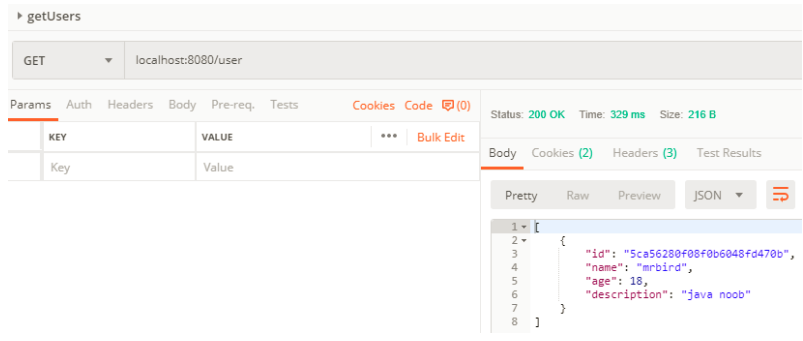 getUsers
GET localhost:8080/user
Params Auth Headers Body Pre-req. Tests Cookies Code (0)
KEY VALUE ••• Bulk Edit
Key Value
Status: 200 OK Time: 329 ms Size: 216 B
Body Cookies (2) Headers (3) Test Results
Pretty Raw Preview JSON
1 [
2 {
3 "id": "5ca56280f08f0b6048fd470b",
4 "name": "mrbird",
5 "age": 18,
6 "description": "java noob"
7 }
8 ]